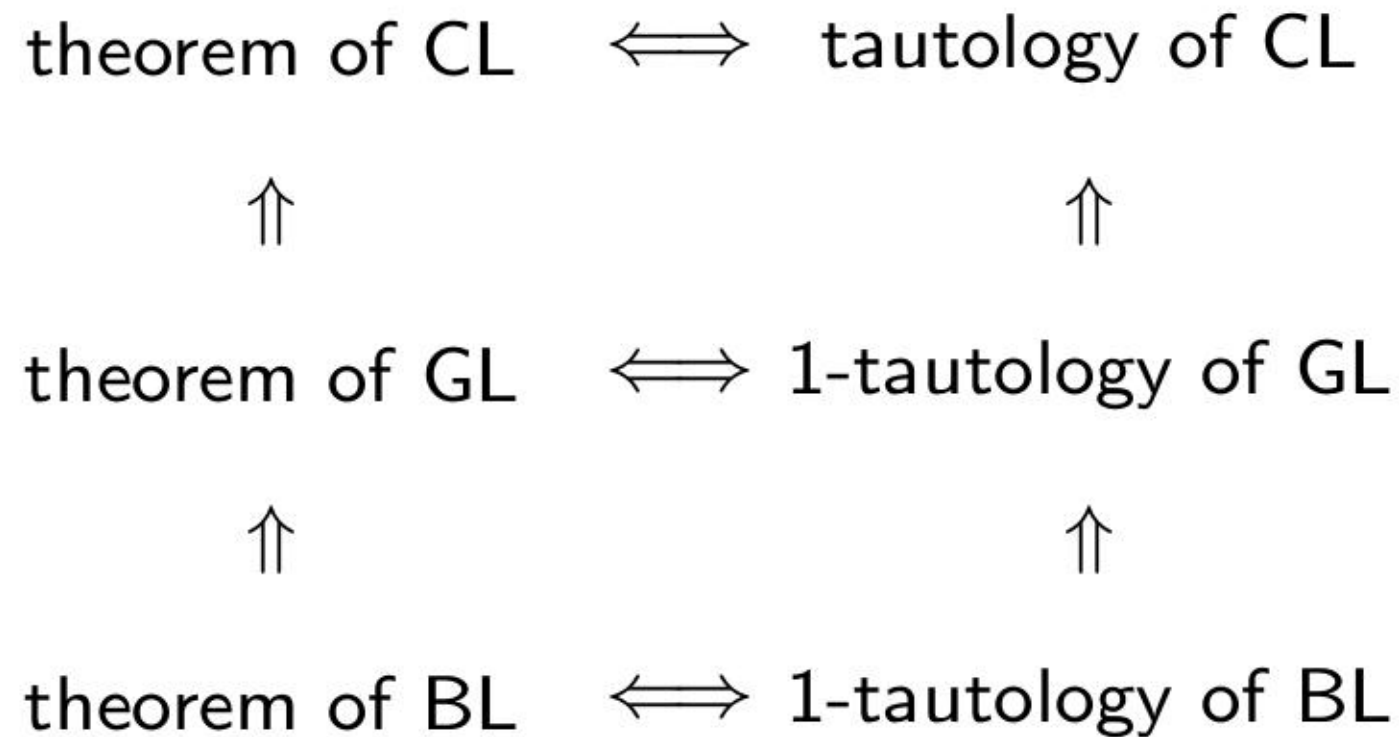 theorem of CL ⟺ tautology of CL
⇑ ⇑
theorem of GL ⟺ 1-tautology of GL
⇑ ⇑
theorem of BL ⟺ 1-tautology of BL